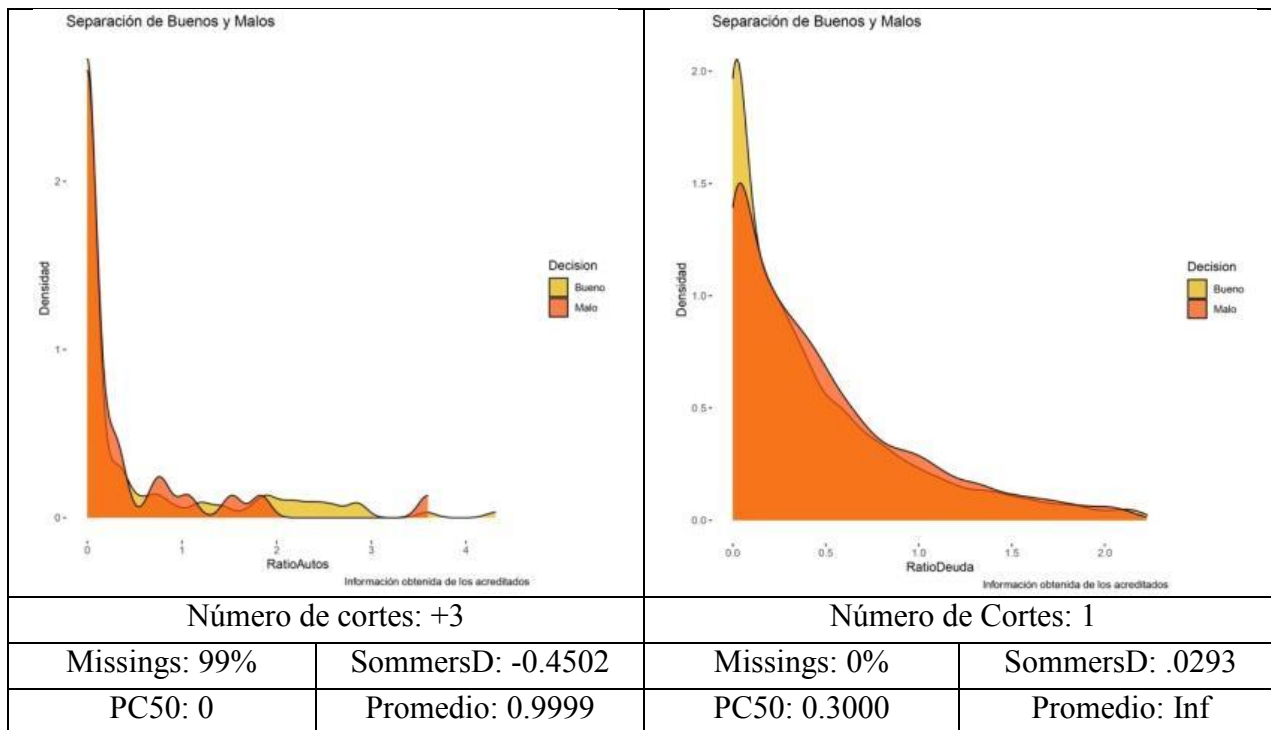 Separación de Buenos y Malos
2-
1-
0-
Densidad
0
1
2
3
4
RatioAutos
Decision
Bueno
Malo
Información obtenida de los acreditados
Separación de Buenos y Malos
2.0-
1.5-
1.0-
0.5-
0.0-
Densidad
0.0
0.5
1.0
1.5
2.0
RatioDeuda
Decision
Bueno
Malo
Información obtenida de los acreditados
Número de cortes: +3
Número de Cortes: 1
Missings: 99%
SommersD: -0.4502
Missings: 0%
SommersD: .0293
PC50: 0
Promedio: 0.9999
PC50: 0.3000
Promedio: Inf